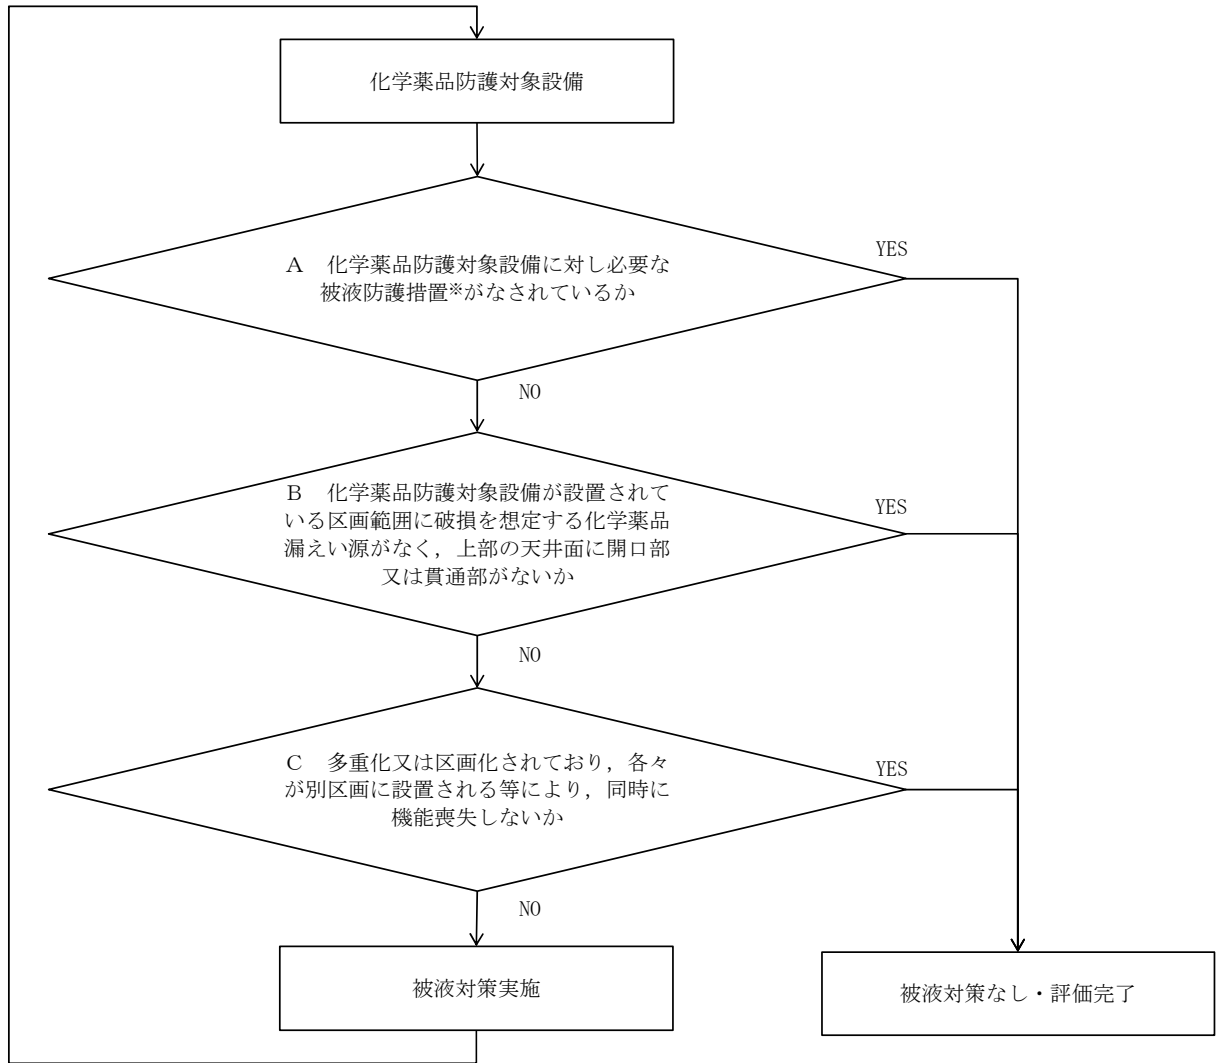 化学薬品防護対象設備
A　化学薬品防護対象設備に対し必要な
被液防護措置※がなされているか
YES
NO
B　化学薬品防護対象設備が設置されて
いる区画範囲に破損を想定する化学薬品
漏えい源がなく，上部の天井面に開口部
又は貫通部がないか
YES
NO
C　多重化又は区画化されており，各々
が別区画に設置される等により，同時に
機能喪失しないか
YES
NO
被液対策実施
被液対策なし・評価完了